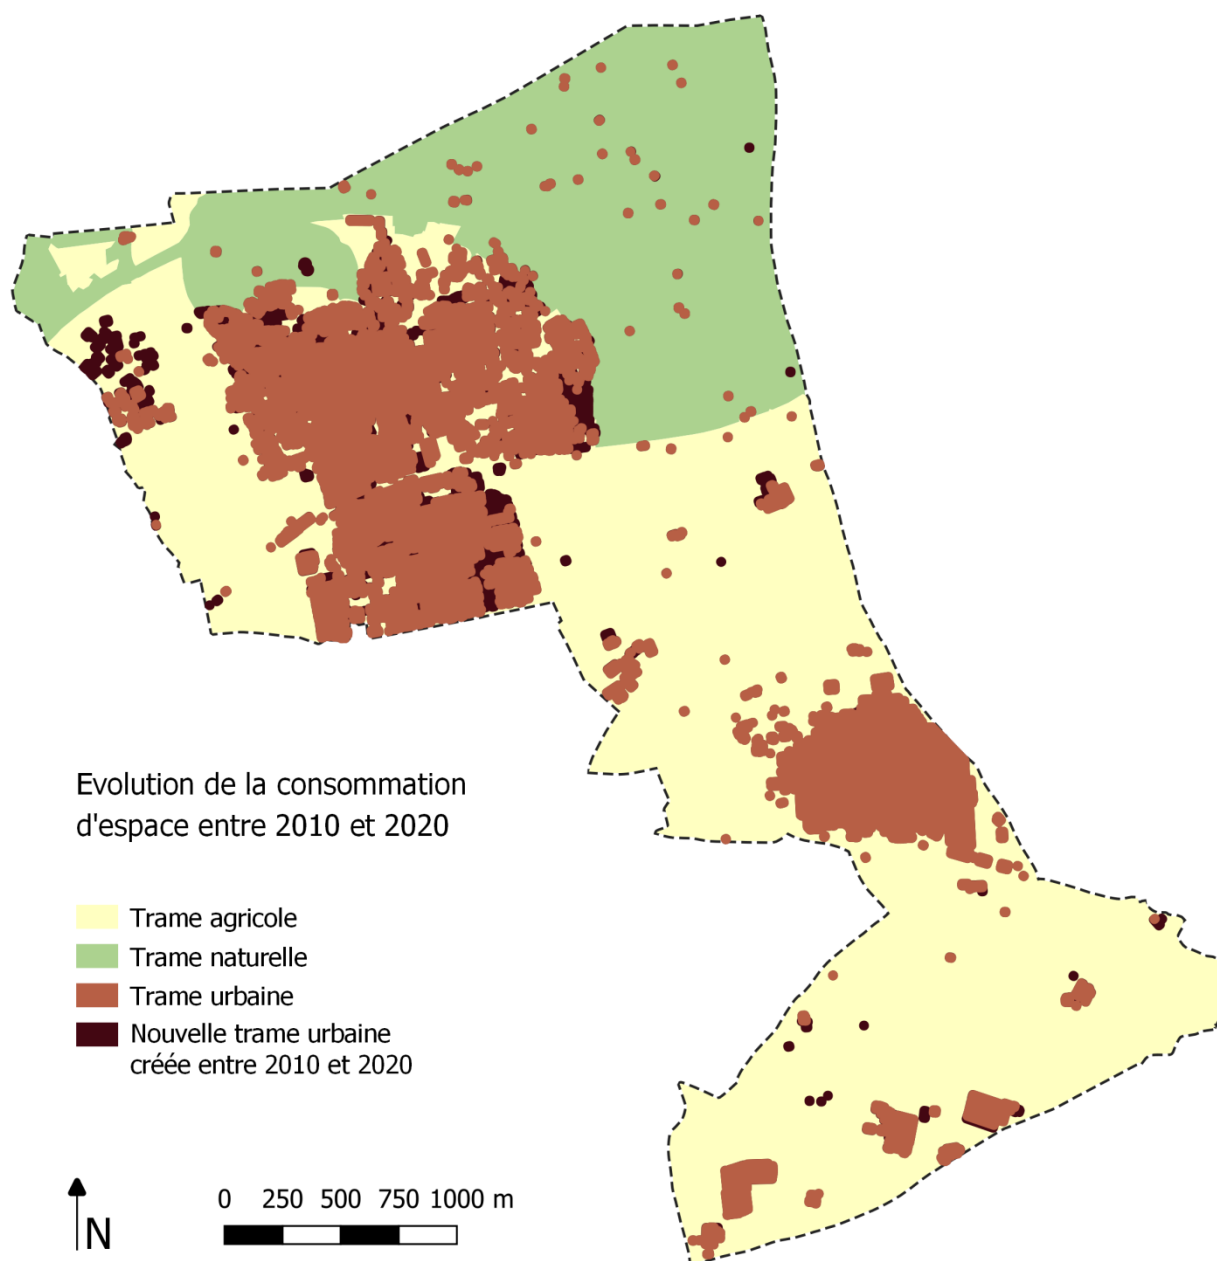 Evolution de la consommation
d'espace entre 2010 et 2020
Trame agricole
Trame naturelle
Trame urbaine
Nouvelle trame urbaine
créée entre 2010 et 2020
0 250 500 750 1000 m
N